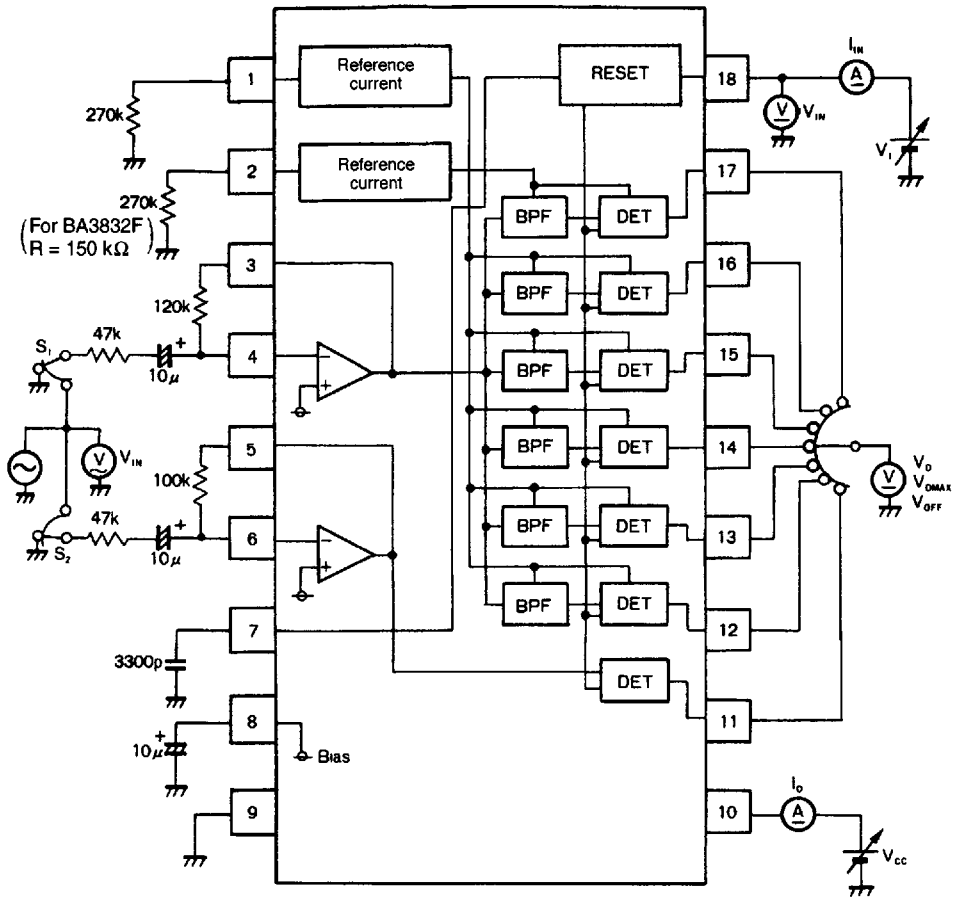 1
Reference
current
270k
2
Reference
current
270k
(For BA3832F
R = 150 kΩ)
3
120k
S1
47k
+
10μ
4
−
+
VIN
V
5
100k
47k
+
S2
10μ
6
−
+
7
3300p
8
+
10μ
Bias
9
RESET
18
IIN
A
V
VIN
VI
17
BPF
DET
16
BPF
DET
15
BPF
DET
14
BPF
DET
V
VO
VOMAX
VOFF
13
BPF
DET
12
BPF
DET
11
DET
10
IQ
A
VCC